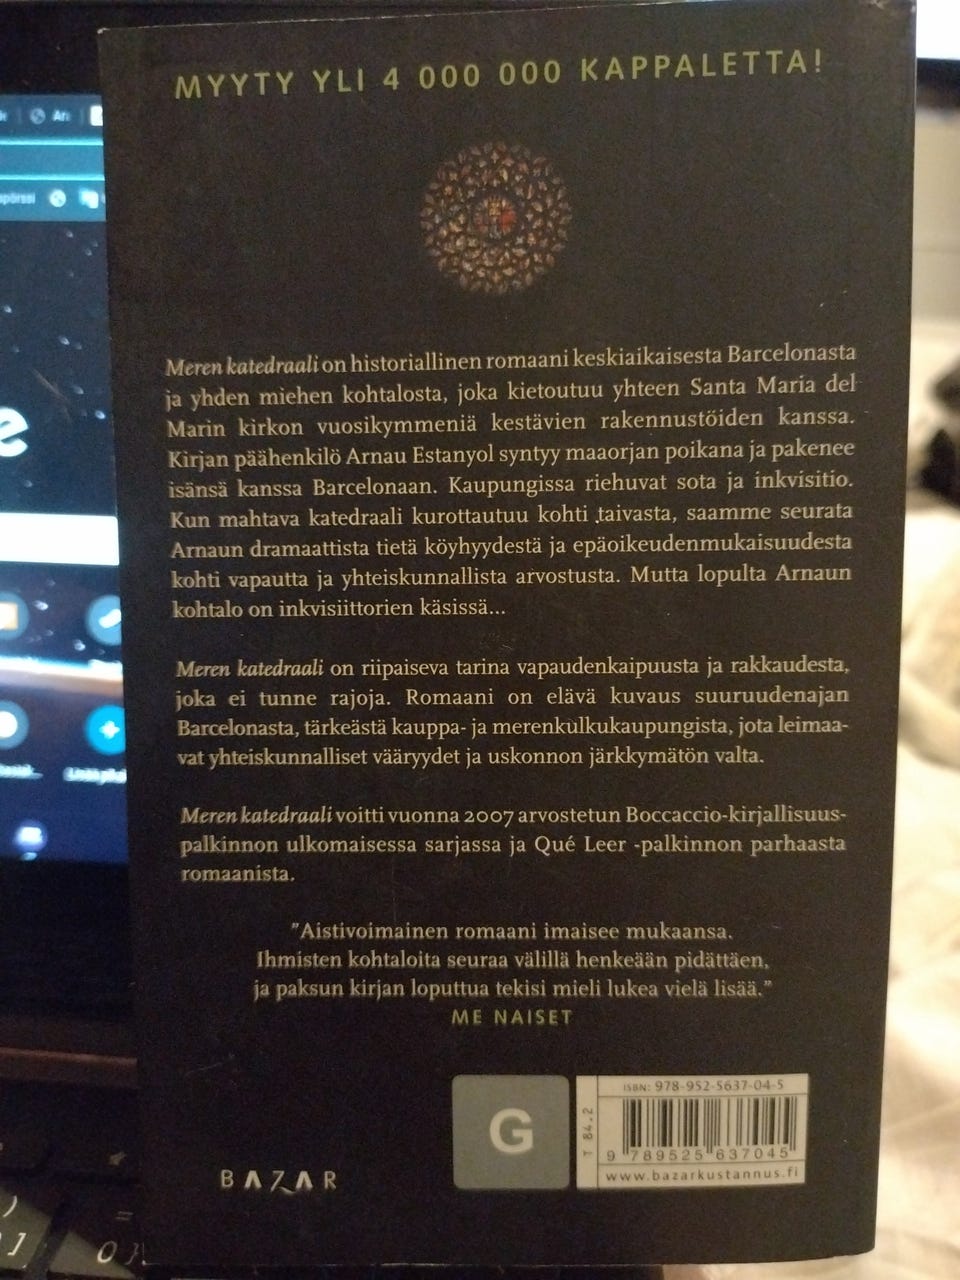 MYYTY YLI 4 000 000 KAPPALETTA!
Meren katedraali on historiallinen romaani keskiaikaisesta Barcelonasta
ja yhden miehen kohtalosta, joka kietoutuu yhteen Santa Maria del
Marin kirkon vuosikymmeniä kestävien rakennustöiden kanssa.
Kirjan päähenkilö Arnau Estanyol syntyy maaorjan poikana ja pakenee
isänsä kanssa Barcelonaan. Kaupungissa riehuvat sota ja inkvisitio.
Kun mahtava katedraali kurottautuu kohti taivasta, saamme seurata
Arnaun dramaattista tietä köyhyydestä ja epäoikeudenmukaisuudesta
kohti vapautta ja yhteiskunnallista arvostusta. Mutta lopulta Arnaun
kohtalo on inkvisiittorien käsissä...
Meren katedraali on riipaiseva tarina vapaudenkaipuusta ja rakkaudesta,
joka ei tunne rajoja. Romaani on elävä kuvaus suuruudenajan
Barcelonasta, tärkeästä kauppa- ja merenkulkukaupungista, jota leimaa-
vat yhteiskunnalliset vääryydet ja uskonnon järkkymätön valta.
Meren katedraali voitti vuonna 2007 arvostetun Boccaccio-kirjallisuus-
palkinnon ulkomaisessa sarjassa ja Qué Leer -palkinnon parhaasta
romaanista.
"Aistivoimainen romaani imaisee mukaansa.
Ihmisten kohtaloita seuraa välillä henkeään pidättäen,
ja paksun kirjan loputtua tekisi mieli lukea vielä lisää."
ME NAISET
BAZAR
G
T 84.2
ISBN: 978-952-5637-04-5
9 789525 637045
www.bazarkustannus.fi